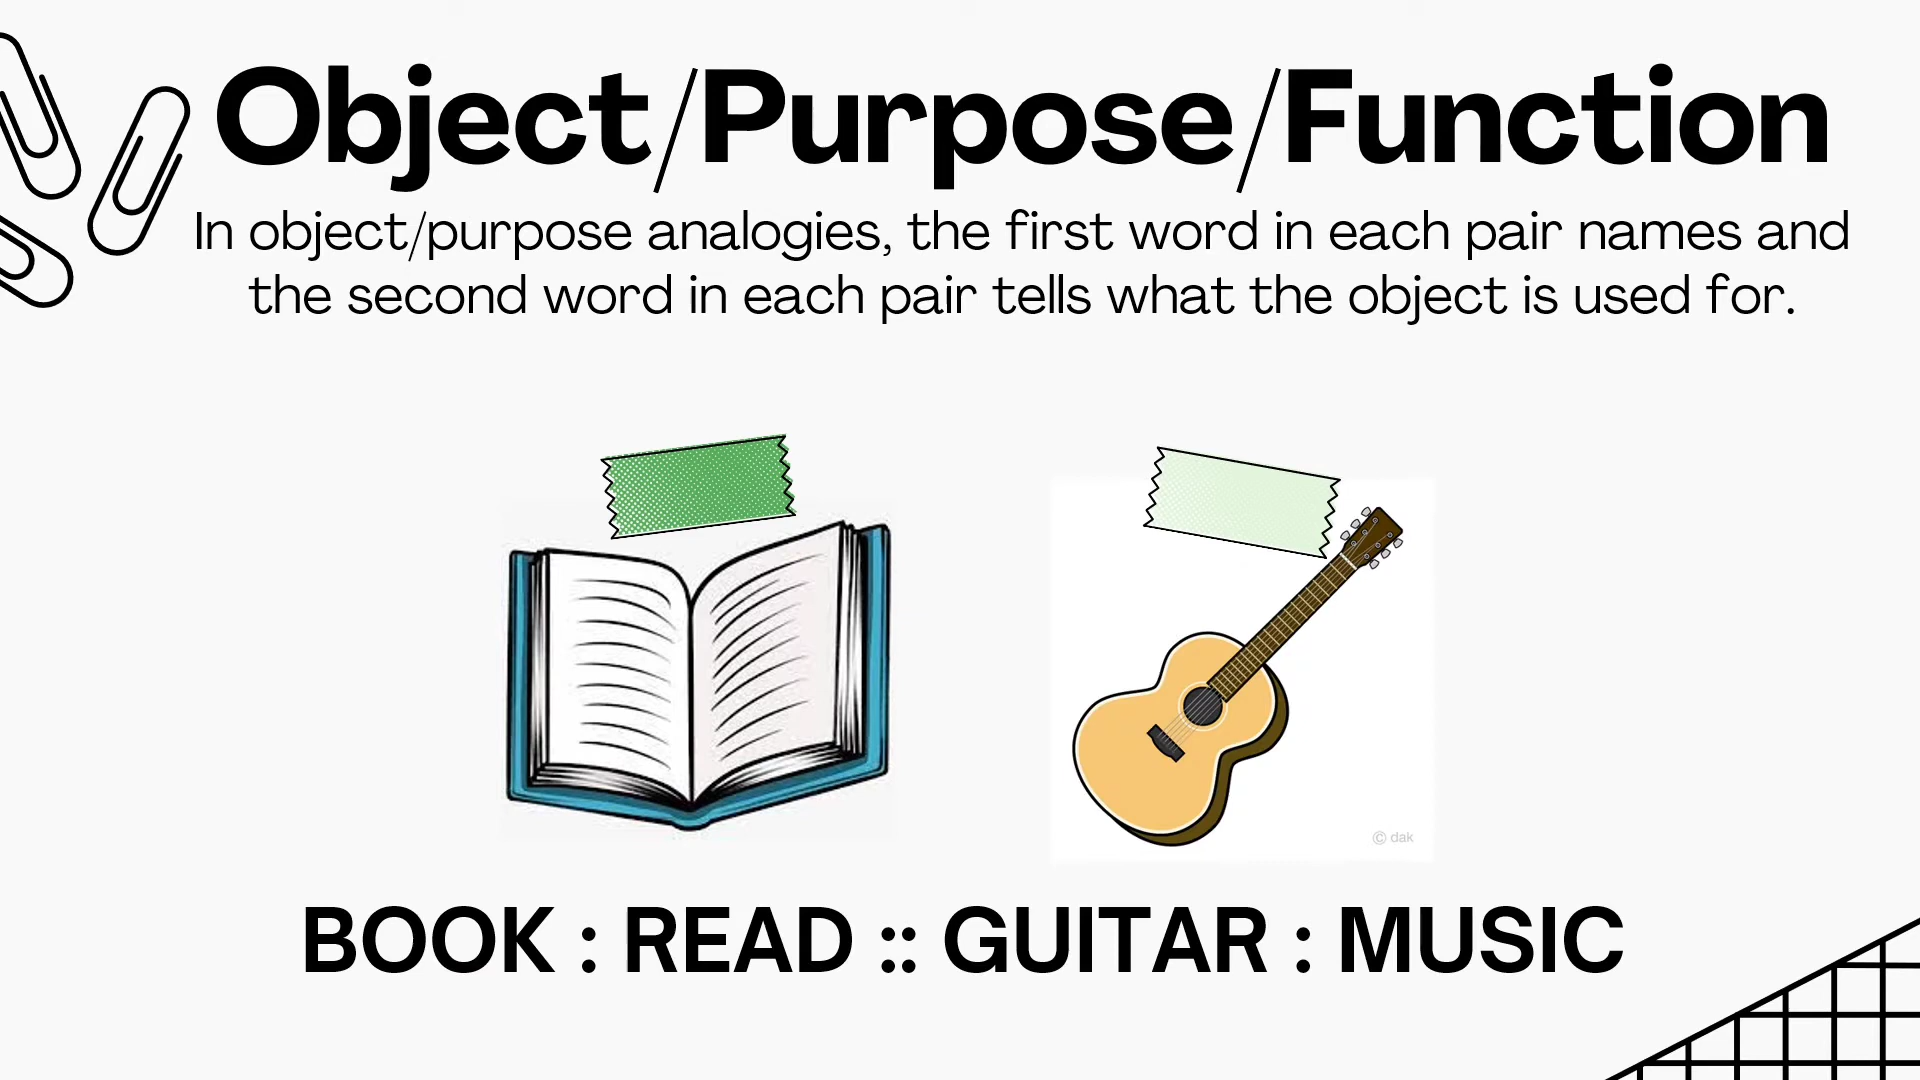 Object/Purpose/Function
In object/purpose analogies, the first word in each pair names and
the second word in each pair tells what the object is used for.
© dak
BOOK : READ :: GUITAR : MUSIC